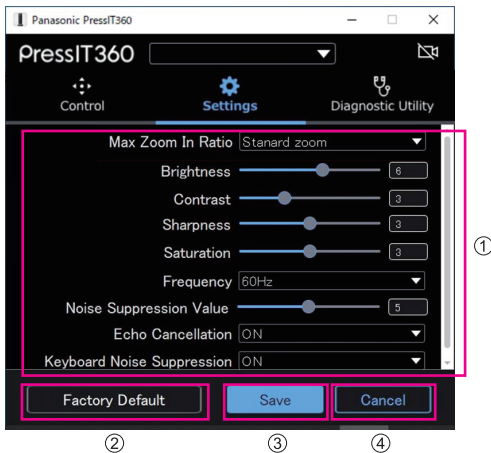 Panasonic PressIT360
PressIT360
Control
Settings
Diagnostic Utility
Max Zoom In Ratio Stanard zoom
Brightness 6
Contrast 3
Sharpness 3
Saturation 3
Frequency 60Hz
Noise Suppression Value 5
Echo Cancellation ON
Keyboard Noise Suppression ON
①
Factory Default Save Cancel
② ③ ④